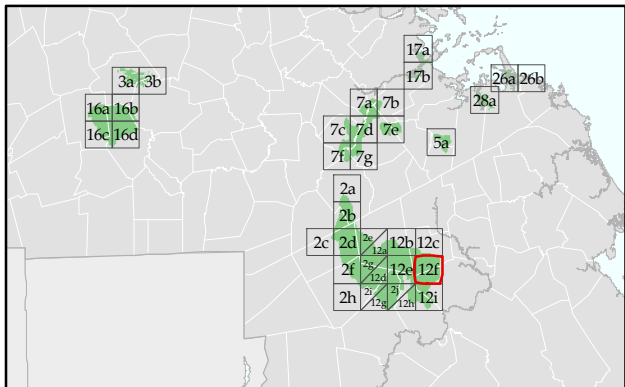 17a
3a 3b 17b 26a 26b
16a 16b 7a 7b 28a
16c 16d 7c 7d 7e 5a
7f 7g
2a
2b
2c 2d 2e 12a 12b 12c
2f 2g 12d 12e 12f
2h 2i 12g 2j 12h 12i